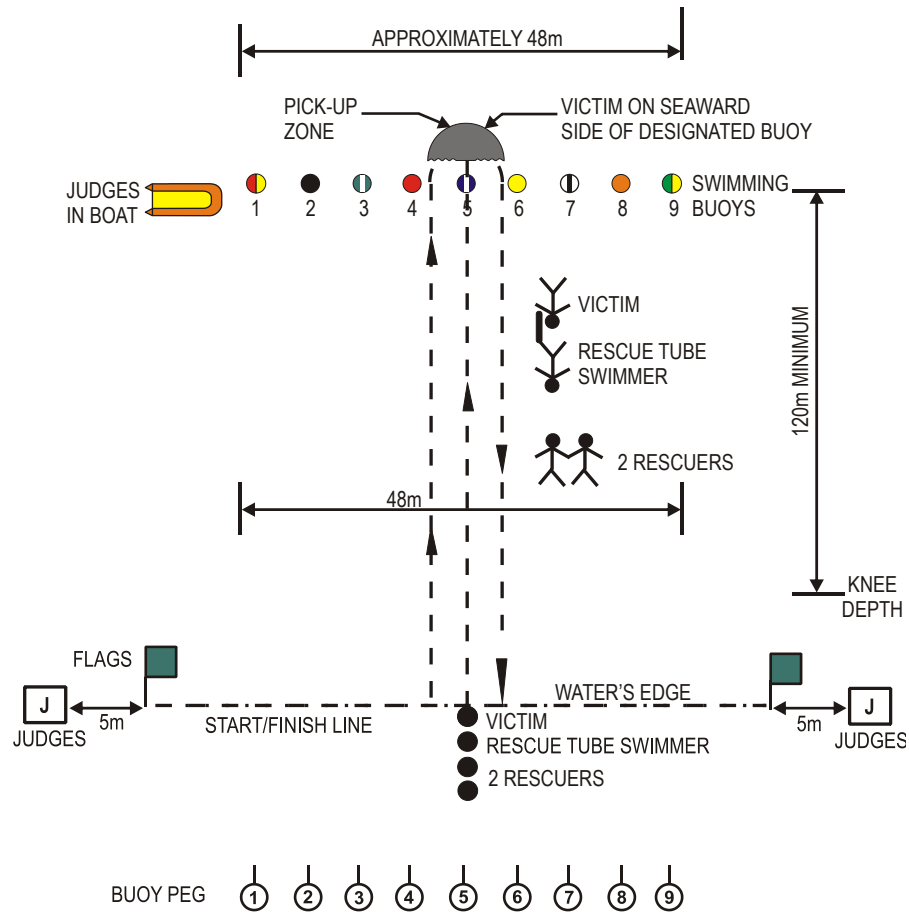 APPROXIMATELY 48m
PICK-UP
ZONE
VICTIM ON SEAWARD
SIDE OF DESIGNATED BUOY
JUDGES
IN BOAT
1 2 3 4 5 6 7 8 9
SWIMMING
BUOYS
VICTIM
RESCUE TUBE
SWIMMER
120m MINIMUM
2 RESCUERS
48m
KNEE
DEPTH
FLAGS
J
JUDGES
5m
START/FINISH LINE
WATER'S EDGE
5m
J
JUDGES
VICTIM
RESCUE TUBE SWIMMER
2 RESCUERS
BUOY PEG
1 2 3 4 5 6 7 8 9